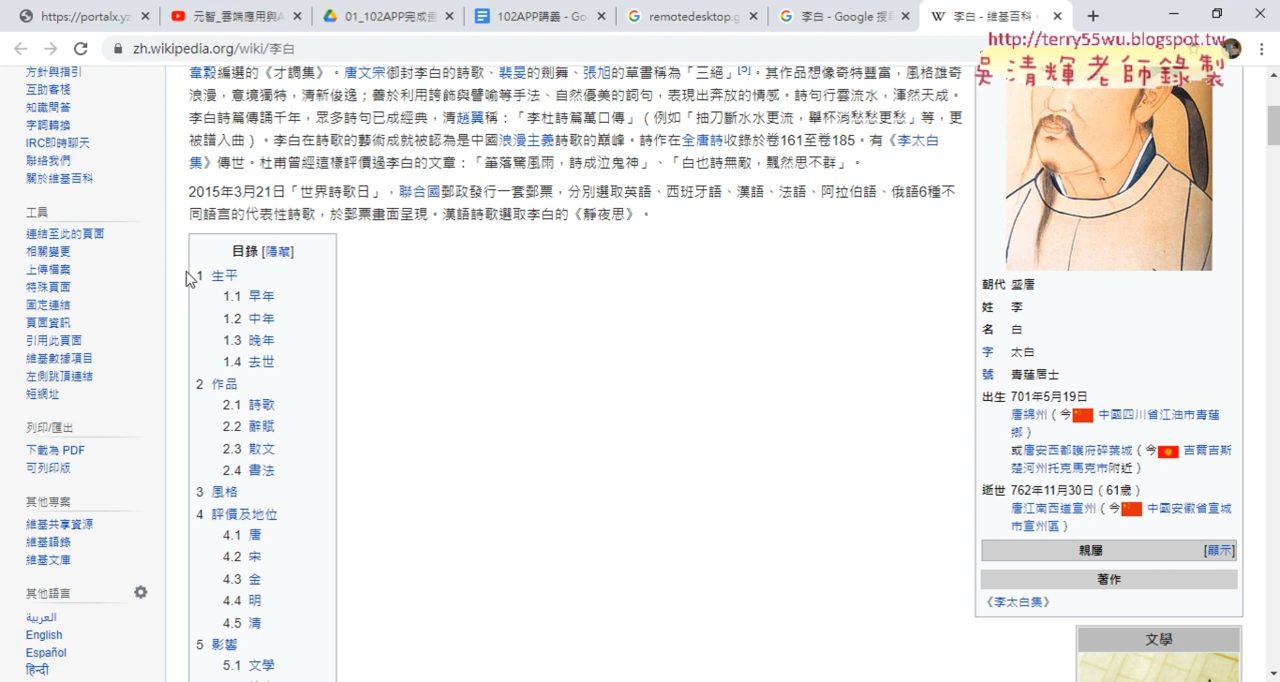 https://portalx.yz
元智_雲端應用與A
01_102APP完成畫
102APP講義 - Goo
remotedesktop.g
李白 - Google 搜尋
李白 - 維基百科，
zh.wikipedia.org/wiki/李白
http://terry55wu.blogspot.tw
吳清輝老師錄製
方針與指引
互助客棧
知識問答
字詞轉換
IRC即時聊天
聯絡我們
關於維基百科
工具
連結至此的頁面
相關變更
上傳檔案
特殊頁面
固定連結
頁面資訊
引用此頁面
維基數據項目
左側跳頂連結
短網址
列印/匯出
下載為 PDF
可列印版
其他專案
維基共享資源
維基語錄
維基文庫
其他語言
العربية
English
Español
हिन्दी
韋縠編選的《才調集》。唐文宗御封李白的詩歌、裴旻的劍舞、張旭的草書稱為「三絕」[5]。其作品想像奇特豐富，風格雄奇
浪漫，意境獨特，清新俊逸；善於利用誇飾與譬喻等手法、自然優美的詞句，表現出奔放的情感。詩句行雲流水，渾然天成。
李白詩篇傳誦千年，眾多詩句已成經典，清趙翼稱：「李杜詩篇萬口傳」（例如「抽刀斷水水更流，舉杯消愁愁更愁」等，更
被譜入曲）。李白在詩歌的藝術成就被認為是中國浪漫主義詩歌的巔峰。詩作在全唐詩收錄於卷161至卷185。有《李太白
集》傳世。杜甫曾經這樣評價過李白的文章：「筆落驚風雨，詩成泣鬼神」、「白也詩無敵，飄然思不群」。
2015年3月21日「世界詩歌日」，聯合國郵政發行一套郵票，分別選取英語、西班牙語、漢語、法語、阿拉伯語、俄語6種不
同語言的代表性詩歌，於郵票畫面呈現。漢語詩歌選取李白的《靜夜思》。
目錄 [隱藏]
1 生平
1.1 早年
1.2 中年
1.3 晚年
1.4 去世
2 作品
2.1 詩歌
2.2 辭賦
2.3 散文
2.4 書法
3 風格
4 評價及地位
4.1 唐
4.2 宋
4.3 金
4.4 明
4.5 清
5 影響
5.1 文學
朝代 盛唐
姓 李
名 白
字 太白
號 青蓮居士
出生 701年5月19日
唐綿州（今 中國四川省江油市青蓮
鄉）
或唐安西都護府碎葉城（今 吉爾吉斯
楚河州托克馬克市附近）
逝世 762年11月30日（61歲）
唐江南西道宣州（今 中國安徽省宣城
市宣州區）
親屬 [顯示]
著作
《李太白集》
文學